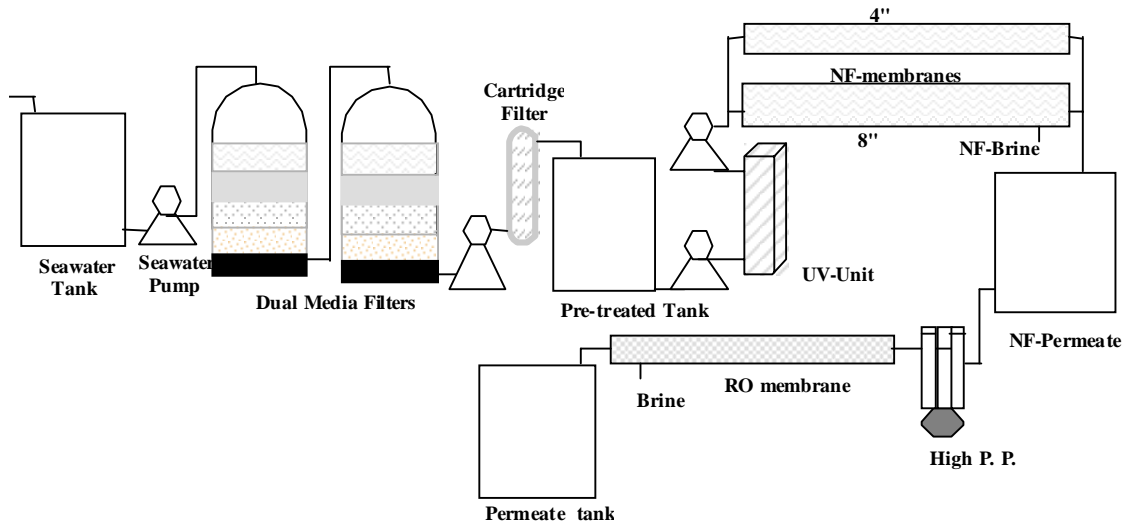 4"
NF-membranes
8"
NF-Brine
Cartridge
Filter
Seawater
Tank
Seawater
Pump
Dual Media Filters
Pre-treated Tank
UV-Unit
NF-Permeate
RO membrane
Brine
High P. P.
Permeate tank